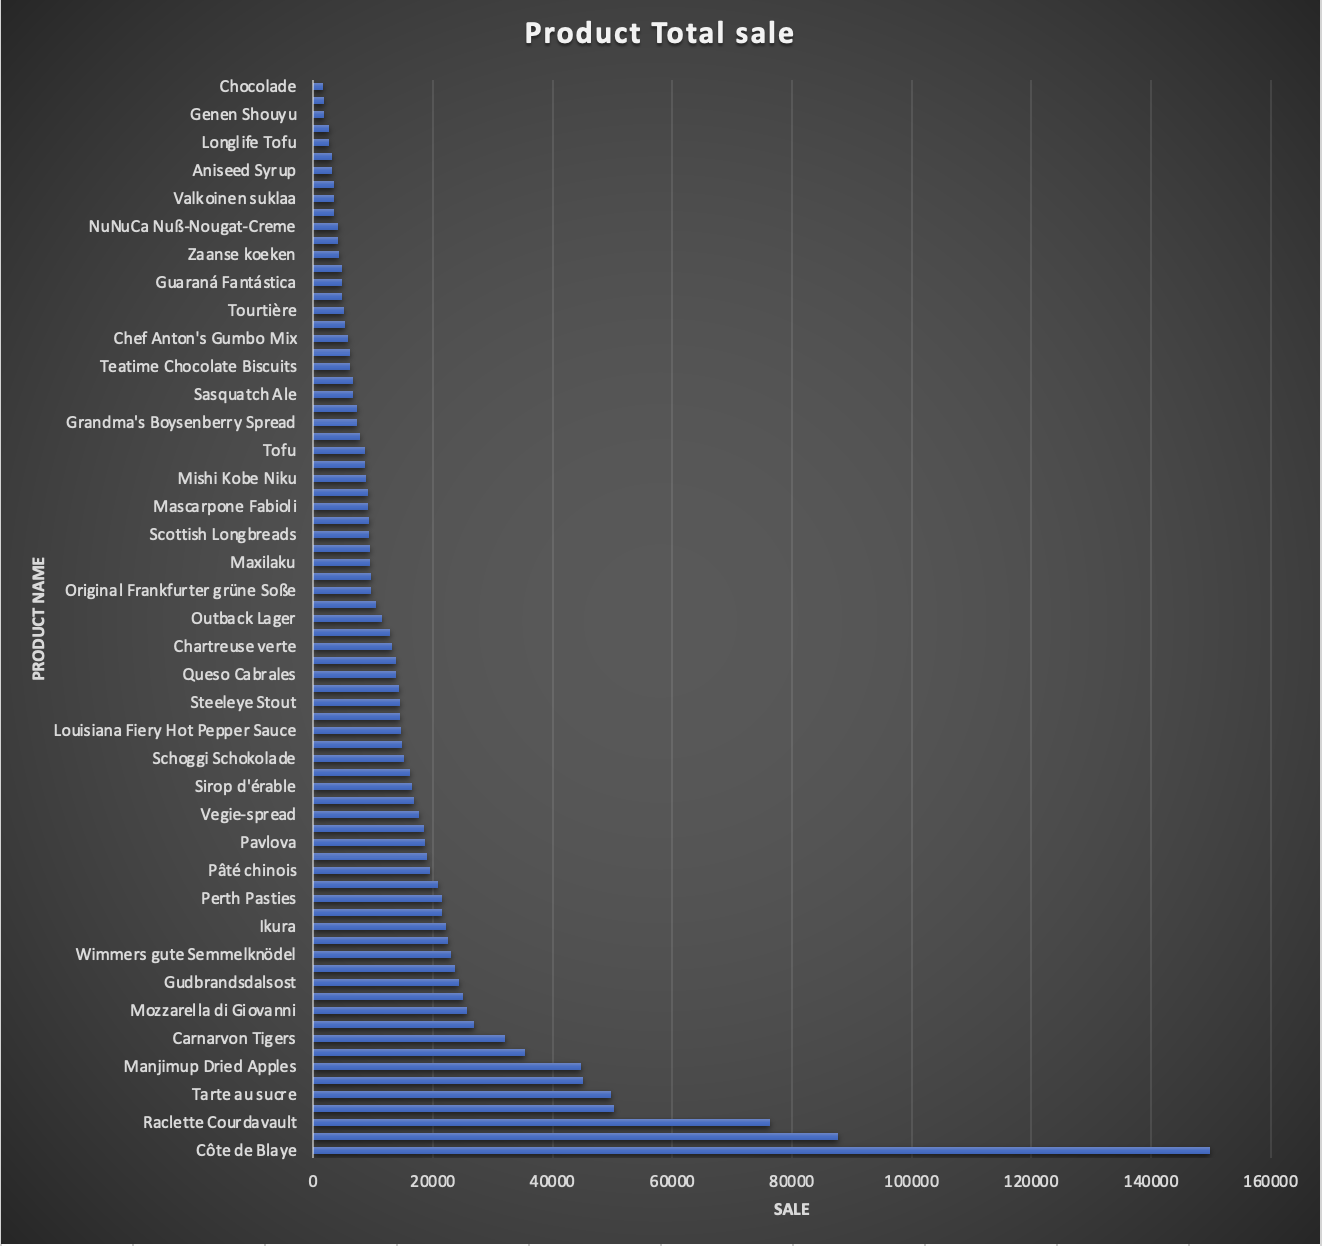 Product Total sale
Chocolade
Genen Shouyu
Longlife Tofu
Aniseed Syrup
Valkoinen suklaa
NuNuCa Nuß-Nougat-Creme
Zaanse koeken
Guaraná Fantástica
Tourtière
Chef Anton's Gumbo Mix
Teatime Chocolate Biscuits
Sasquatch Ale
Grandma's Boysenberry Spread
Tofu
Mishi Kobe Niku
Mascarpone Fabioli
Scottish Longbreads
Maxilaku
Original Frankfurter grüne Soße
Outback Lager
Chartreuse verte
Queso Cabrales
Steeleye Stout
Louisiana Fiery Hot Pepper Sauce
Schoggi Schokolade
Sirop d'érable
Vegie-spread
Pavlova
Pâté chinois
Perth Pasties
Ikura
Wimmers gute Semmelknödel
Gudbrandsdalsost
Mozzarella di Giovanni
Carnarvon Tigers
Manjimup Dried Apples
Tarte au sucre
Raclette Courdavault
Côte de Blaye
PRODUCT NAME
0 20000 40000 60000 80000 100000 120000 140000 160000
SALE